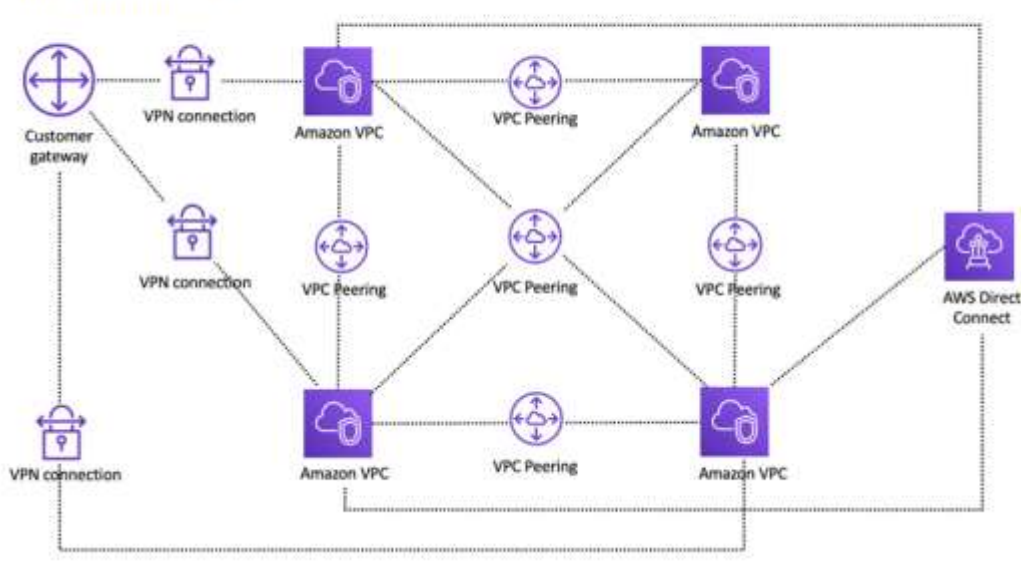 VPN connection
VPC Peering
Amazon VPC
Amazon VPC
Customer
gateway
VPN connection
VPC Peering
VPC Peering
VPC Peering
AWS Direct
Connect
VPN connection
Amazon VPC
VPC Peering
Amazon VPC